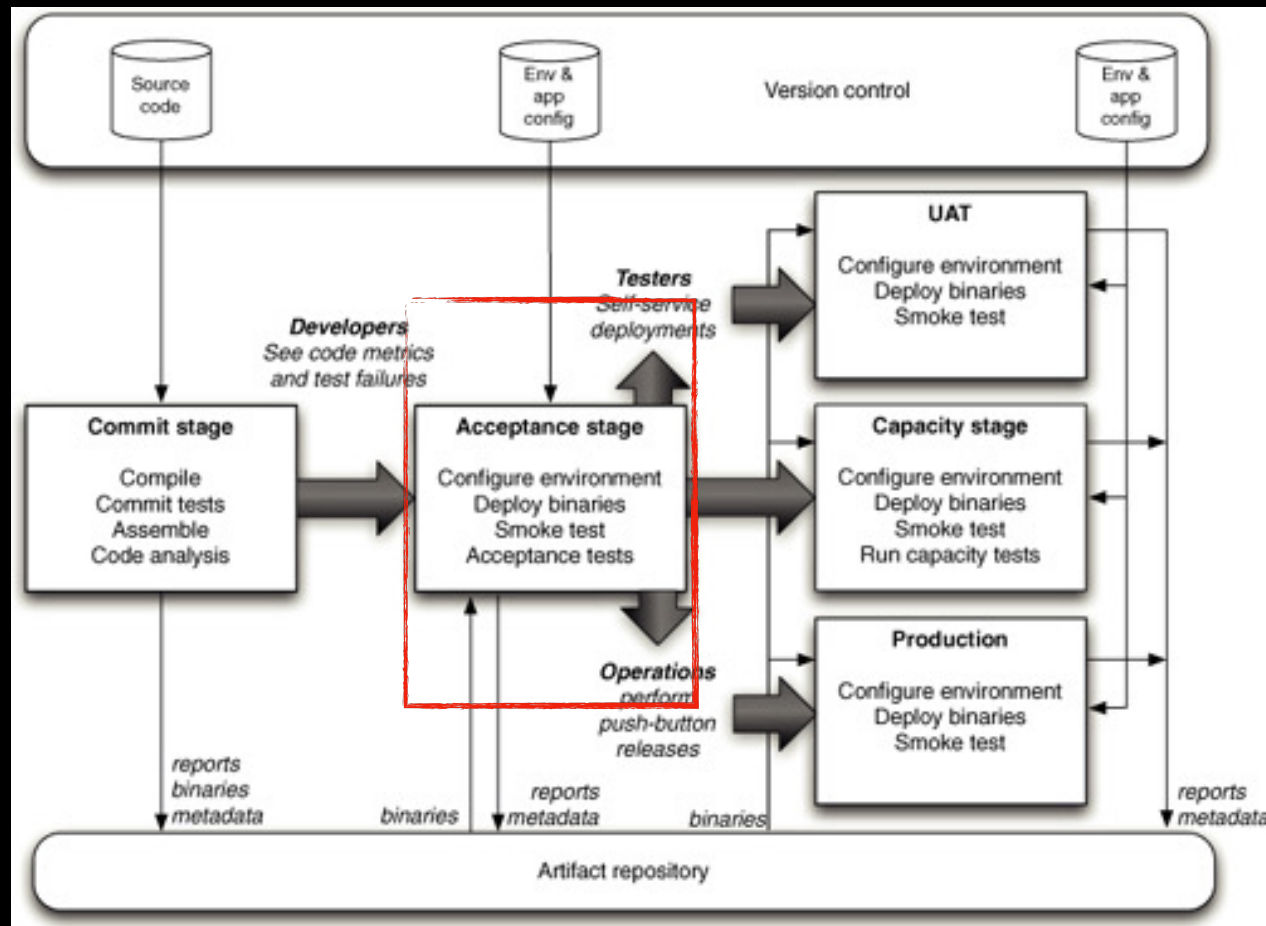 Source
code
Env &
app
config
Version control
Env &
app
config
UAT
Configure environment
Deploy binaries
Smoke test
Testers
Self-service
deployments
Developers
See code metrics
and test failures
Commit stage
Compile
Commit tests
Assemble
Code analysis
Acceptance stage
Configure environment
Deploy binaries
Smoke test
Acceptance tests
Capacity stage
Configure environment
Deploy binaries
Smoke test
Run capacity tests
Operations
perform
push-button
releases
Production
Configure environment
Deploy binaries
Smoke test
reports
binaries
metadata
binaries
reports
metadata
binaries
reports
metadata
Artifact repository